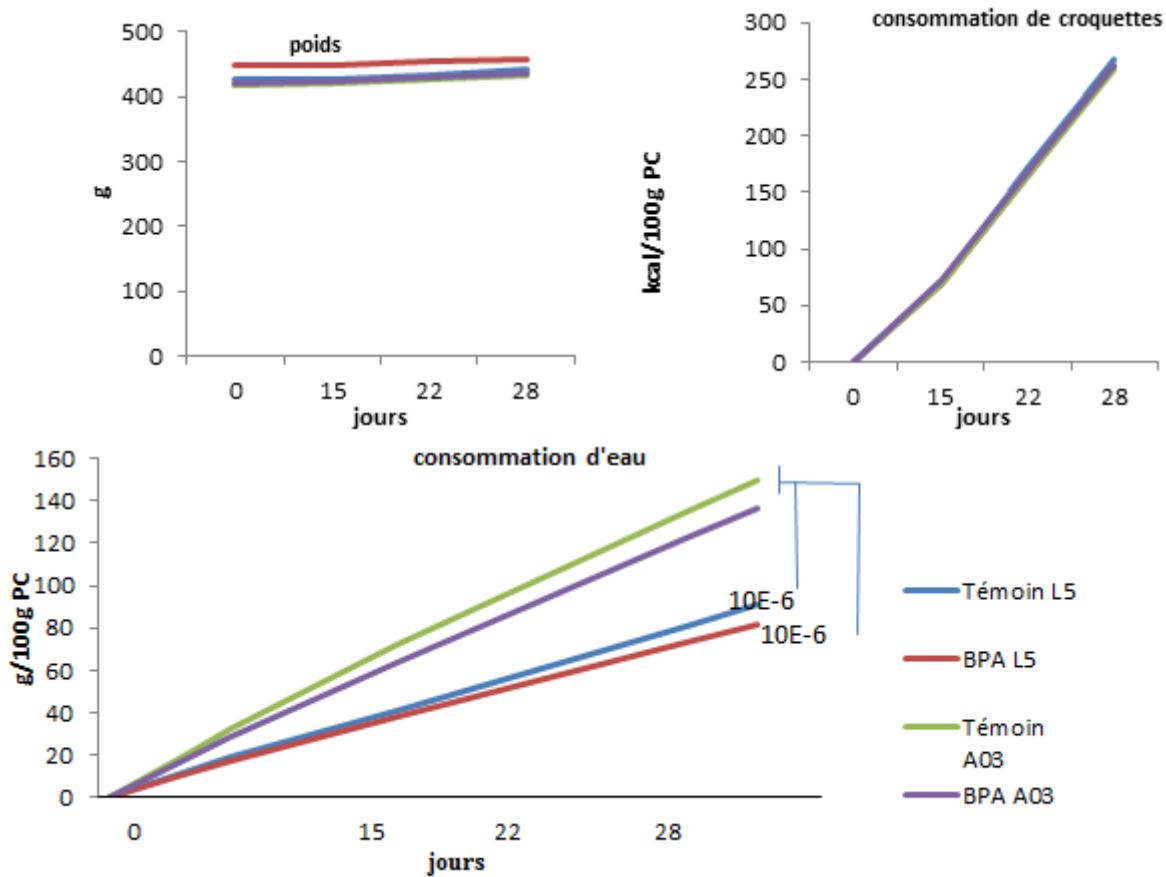 poids
500
400
300
200
100
0
g
0 15 22 28
jours
consommation de croquettes
300
250
200
150
100
50
0
kcal/100g PC
0 15 22 28
jours
consommation d'eau
160
140
120
100
80
60
40
20
0
g/100g PC
0 15 22 28
jours
10E-6
10E-6
Témoin L5
BPA L5
Témoin
A03
BPA A03